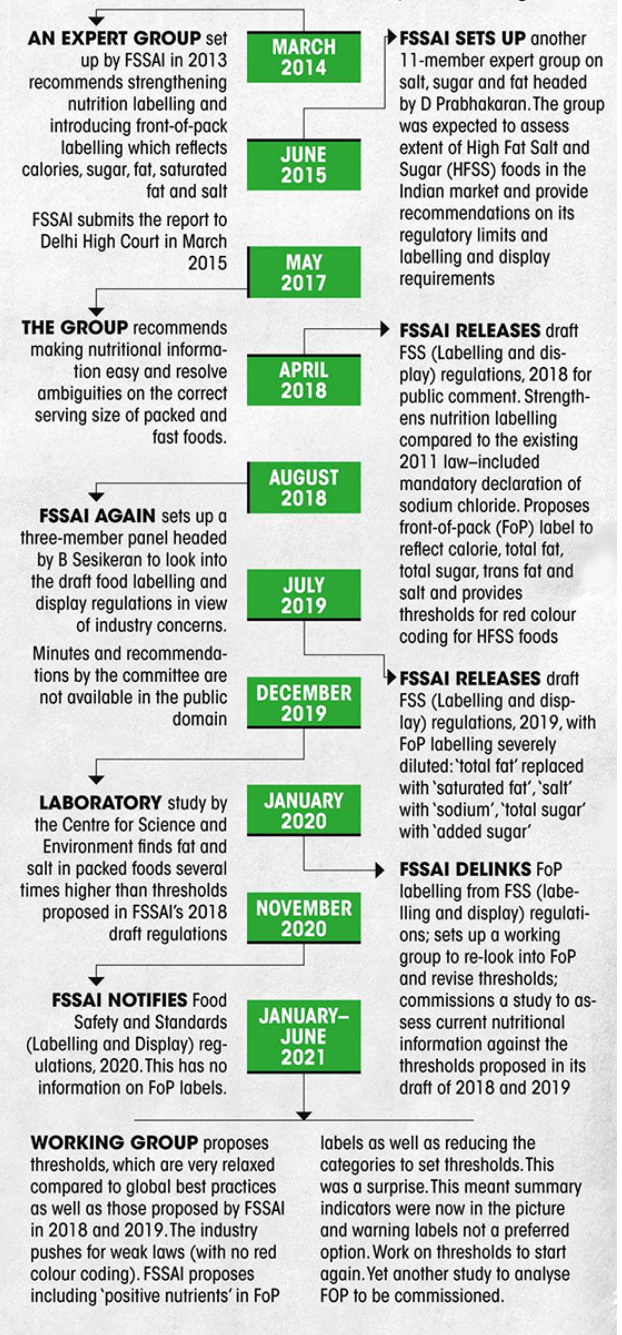 MARCH
2014
AN EXPERT GROUP set
up by FSSAI in 2013
recommends strengthening
nutrition labelling and
introducing front-of-pack
labelling which reflects
calories, sugar, fat, saturated
fat and salt
FSSAI submits the report to
Delhi High Court in March
2015
JUNE
2015
FSSAI SETS UP another
11-member expert group on
salt, sugar and fat headed
by D Prabhakaran. The group
was expected to assess
extent of High Fat Salt and
Sugar (HFSS) foods in the
Indian market and provide
recommendations on its
regulatory limits and
labelling and display
requirements
MAY
2017
THE GROUP recommends
making nutritional informa-
tion easy and resolve
ambiguities on the correct
serving size of packed and
fast foods.
APRIL
2018
FSSAI RELEASES draft
FSS (Labelling and dis-
play) regulations, 2018 for
public comment. Strength-
ens nutrition labelling
compared to the existing
2011 law–included
mandatory declaration of
sodium chloride. Proposes
front-of-pack (FoP) label to
reflect calorie, total fat,
total sugar, trans fat and
salt and provides
thresholds for red colour
coding for HFSS foods
AUGUST
2018
FSSAI AGAIN sets up a
three-member panel headed
by B Sesikeran to look into
the draft food labelling and
display regulations in view
of industry concerns.
Minutes and recommenda-
tions by the committee are
not available in the public
domain
JULY
2019
FSSAI RELEASES draft
FSS (Labelling and disp-
lay) regulations, 2019, with
FoP labelling severely
diluted: 'total fat' replaced
with 'saturated fat', 'salt'
with 'sodium', 'total sugar'
with 'added sugar'
DECEMBER
2019
LABORATORY study by
the Centre for Science and
Environment finds fat and
salt in packed foods several
times higher than thresholds
proposed in FSSAI's 2018
draft regulations
JANUARY
2020
FSSAI DELINKS FoP
labelling from FSS (labe-
lling and display) regulati-
ons; sets up a working
group to re-look into FoP
and revise thresholds;
commissions a study to as-
sess current nutritional
information against the
thresholds proposed in its
draft of 2018 and 2019
NOVEMBER
2020
FSSAI NOTIFIES Food
Safety and Standards
(Labelling and Display) reg-
ulations, 2020. This has no
information on FoP labels.
JANUARY–
JUNE
2021
WORKING GROUP proposes
thresholds, which are very relaxed
compared to global best practices
as well as those proposed by FSSAI
in 2018 and 2019. The industry
pushes for weak laws (with no red
colour coding). FSSAI proposes
including 'positive nutrients' in FoP
labels as well as reducing the
categories to set thresholds. This
was a surprise. This meant summary
indicators were now in the picture
and warning labels not a preferred
option. Work on thresholds to start
again. Yet another study to analyse
FOP to be commissioned.